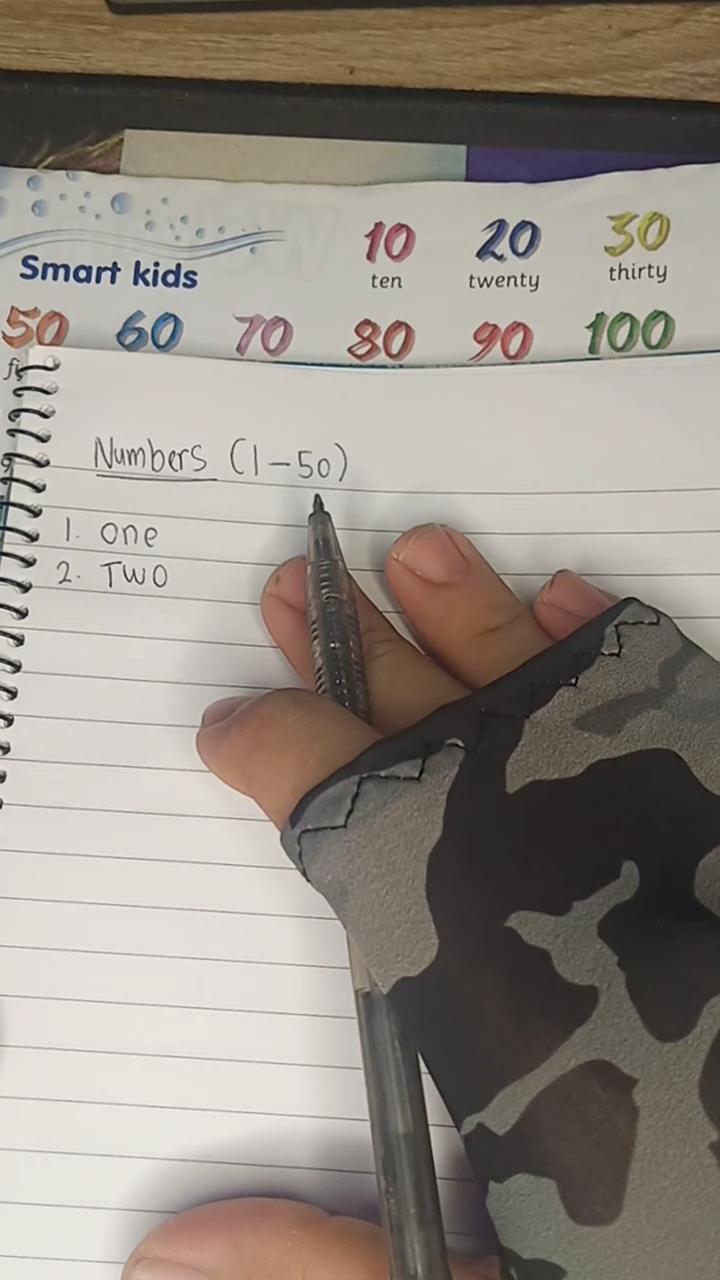 10 20 30
ten twenty thirty
Smart kids
50 60 70 80 90 100
Numbers (1-50)
1. one
2. TWO